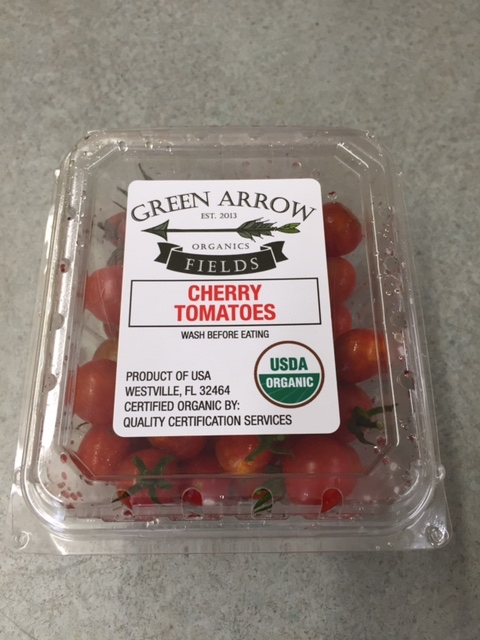 GREEN ARROW
EST. 2013
ORGANICS
FIELDS
CHERRY
TOMATOES
WASH BEFORE EATING
USDA
ORGANIC
PRODUCT OF USA
WESTVILLE, FL 32464
CERTIFIED ORGANIC BY:
QUALITY CERTIFICATION SERVICES